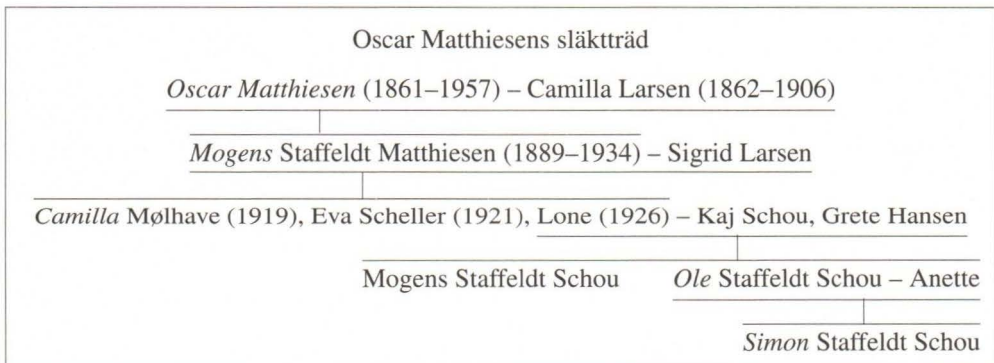 Oscar Matthiesens släktträd
Oscar Matthiesen (1861–1957) – Camilla Larsen (1862–1906)
Mogens Staffeldt Matthiesen (1889–1934) – Sigrid Larsen
Camilla Mølhave (1919), Eva Scheller (1921), Lone (1926) – Kaj Schou, Grete Hansen
Mogens Staffeldt Schou Ole Staffeldt Schou – Anette
Simon Staffeldt Schou